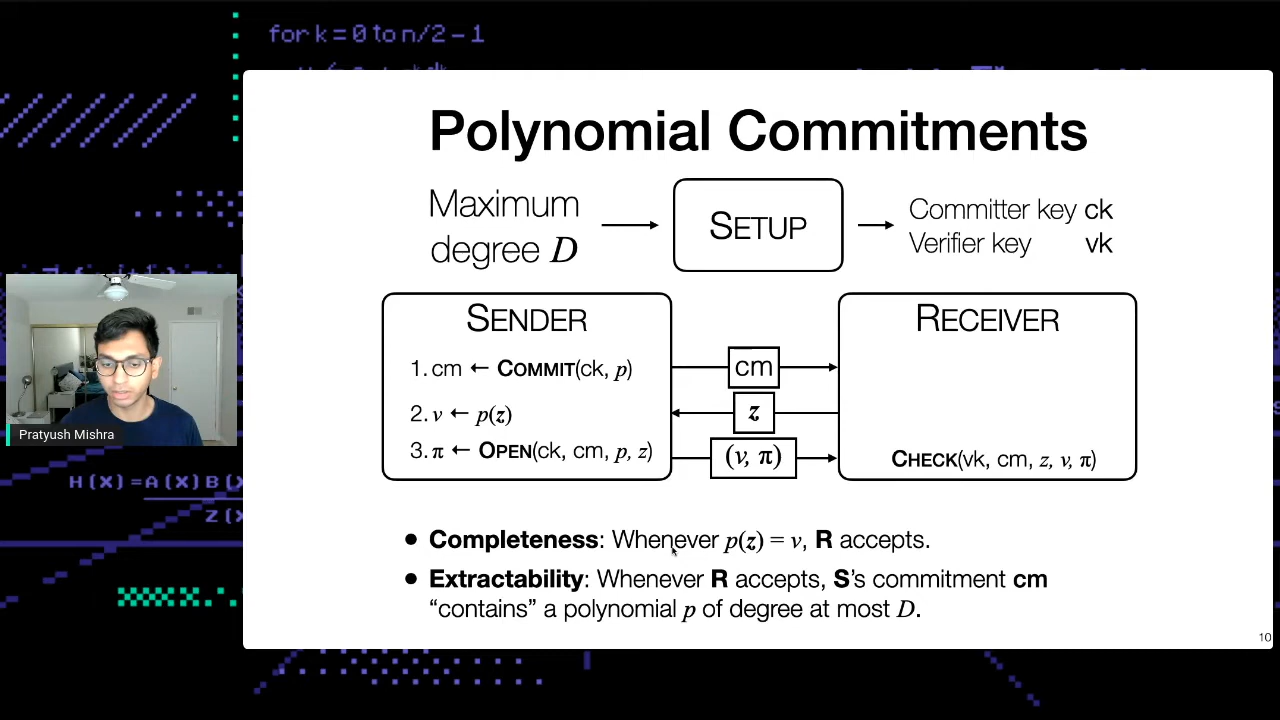 for k = 0 to n/2 - 1
Polynomial Commitments
Maximum
degree D
SETUP
Committer key ck
Verifier key vk
SENDER
1. cm ← COMMIT(ck, p)
2. v ← p(z)
3. π ← OPEN(ck, cm, p, z)
cm
z
(v, π)
RECEIVER
CHECK(vk, cm, z, v, π)
Pratyush Mishra
H(X)=A(X)B(X
Z(X
• Completeness: Whenever p(z) = v, R accepts.
• Extractability: Whenever R accepts, S's commitment cm
“contains” a polynomial p of degree at most D.
10